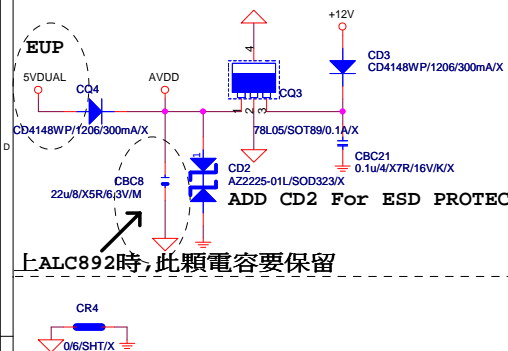 +12V
EUP
4
CD3
CD4148WP/1206/300mA/X
5VDUAL
AVDD
CQ4
CQ3
1
2
3
CD4148WP/1206/300mA/X
78L05/SOT89/0.1A/X
D
1
CBC21
0.1u/4/X7R/16V/K/X
CBC8
22u/8/X5R/6.3V/M
CD2
AZ2225-01L/SOD323/X
ADD CD2 For ESD PROTEC
上ALC892時,此顆電容要保留
CR4
0/6/SHT/X